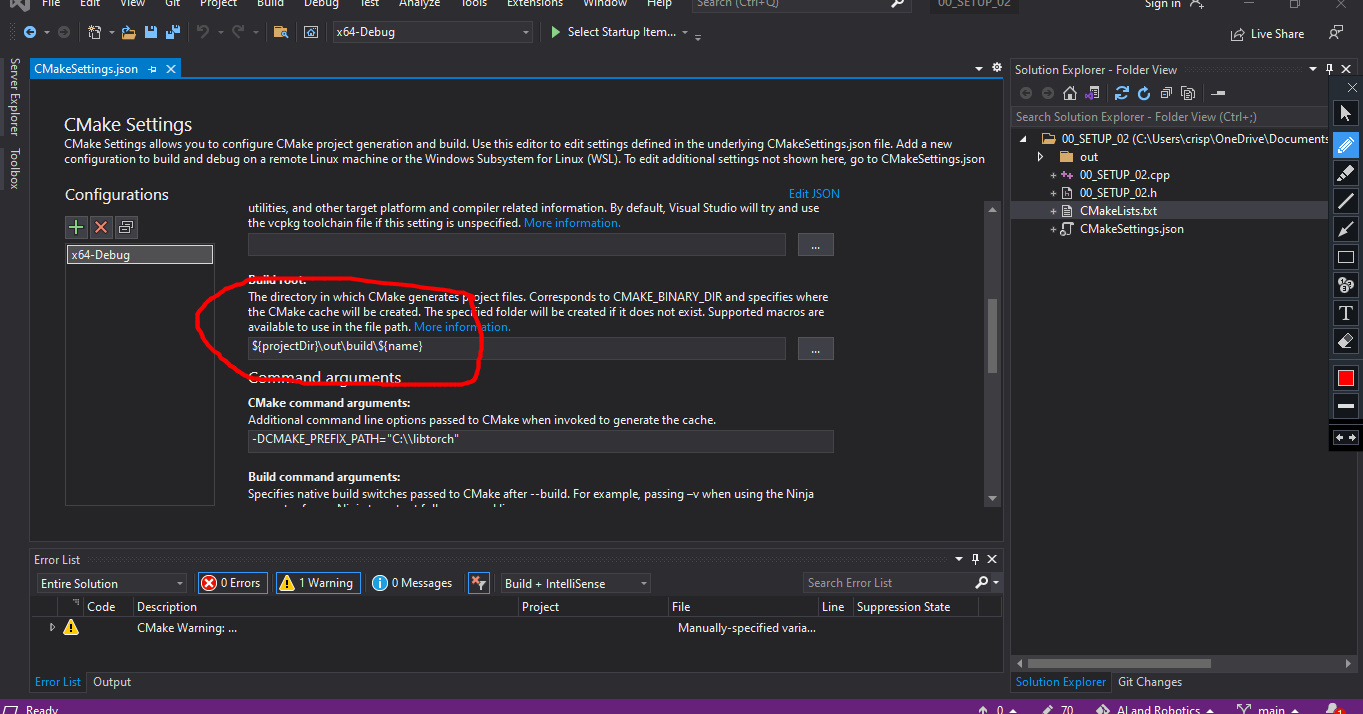 File Edit View Git Project Build Debug Test Analyze Tools Extensions Window Help Search (Ctrl+Q) 00_SETUP_02 Sign in
x64-Debug Select Startup Item... Live Share
Server Explorer
Toolbox
CMakeSettings.json
CMake Settings
CMake Settings allows you to configure CMake project generation and build. Use this editor to edit settings defined in the underlying CMakeSettings.json file. Add a new
configuration to build and debug on a remote Linux machine or the Windows Subsystem for Linux (WSL). To edit additional settings not shown here, go to CMakeSettings.json
Configurations
Edit JSON
x64-Debug
utilities, and other target platform and compiler related information. By default, Visual Studio will try and use
the vcpkg toolchain file if this setting is unspecified. More information.
...
Build root:
The directory in which CMake generates project files. Corresponds to CMAKE_BINARY_DIR and specifies where
the CMake cache will be created. The specified folder will be created if it does not exist. Supported macros are
available to use in the file path. More information.
${projectDir}\out\build\${name}
...
Command arguments
CMake command arguments:
Additional command line options passed to CMake when invoked to generate the cache.
-DCMAKE_PREFIX_PATH="C:\\libtorch"
Build command arguments:
Specifies native build switches passed to CMake after --build. For example, passing –v when using the Ninja
Solution Explorer - Folder View
Search Solution Explorer - Folder View (Ctrl+;)
00_SETUP_02 (C:\Users\crisp\OneDrive\Documents
out
00_SETUP_02.cpp
00_SETUP_02.h
CMakeLists.txt
CMakeSettings.json
T
Error List
Entire Solution 0 Errors 1 Warning 0 Messages Build + IntelliSense Search Error List
Code Description Project File Line Suppression State
CMake Warning: ... Manually-specified varia...
Error List Output
Solution Explorer Git Changes
Ready 0 70 AI and Robotics main 1